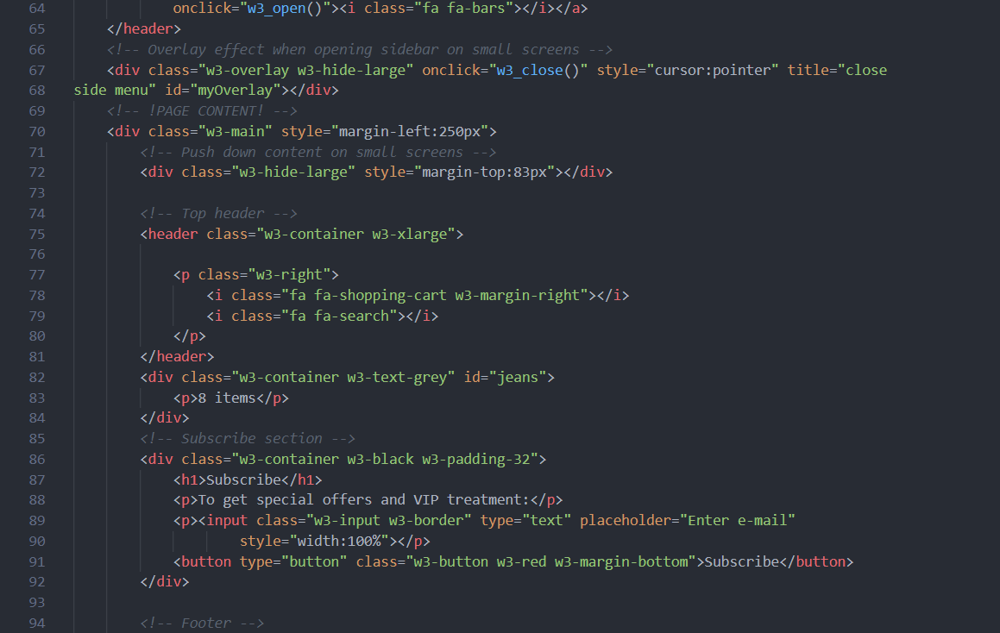 64 onclick="w3_open()"><i class="fa fa-bars"></i></a>
65 </header>
66 <!-- Overlay effect when opening sidebar on small screens -->
67 <div class="w3-overlay w3-hide-large" onclick="w3_close()" style="cursor:pointer" title="close
68 side menu" id="myOverlay"></div>
69 <!-- !PAGE CONTENT! -->
70 <div class="w3-main" style="margin-left:250px">
71 <!-- Push down content on small screens -->
72 <div class="w3-hide-large" style="margin-top:83px"></div>
73
74 <!-- Top header -->
75 <header class="w3-container w3-xlarge">
76
77 <p class="w3-right">
78 <i class="fa fa-shopping-cart w3-margin-right"></i>
79 <i class="fa fa-search"></i>
80 </p>
81 </header>
82 <div class="w3-container w3-text-grey" id="jeans">
83 <p>8 items</p>
84 </div>
85 <!-- Subscribe section -->
86 <div class="w3-container w3-black w3-padding-32">
87 <h1>Subscribe</h1>
88 <p>To get special offers and VIP treatment:</p>
89 <p><input class="w3-input w3-border" type="text" placeholder="Enter e-mail"
90 style="width:100%"></p>
91 <button type="button" class="w3-button w3-red w3-margin-bottom">Subscribe</button>
92 </div>
93
94 <!-- Footer -->